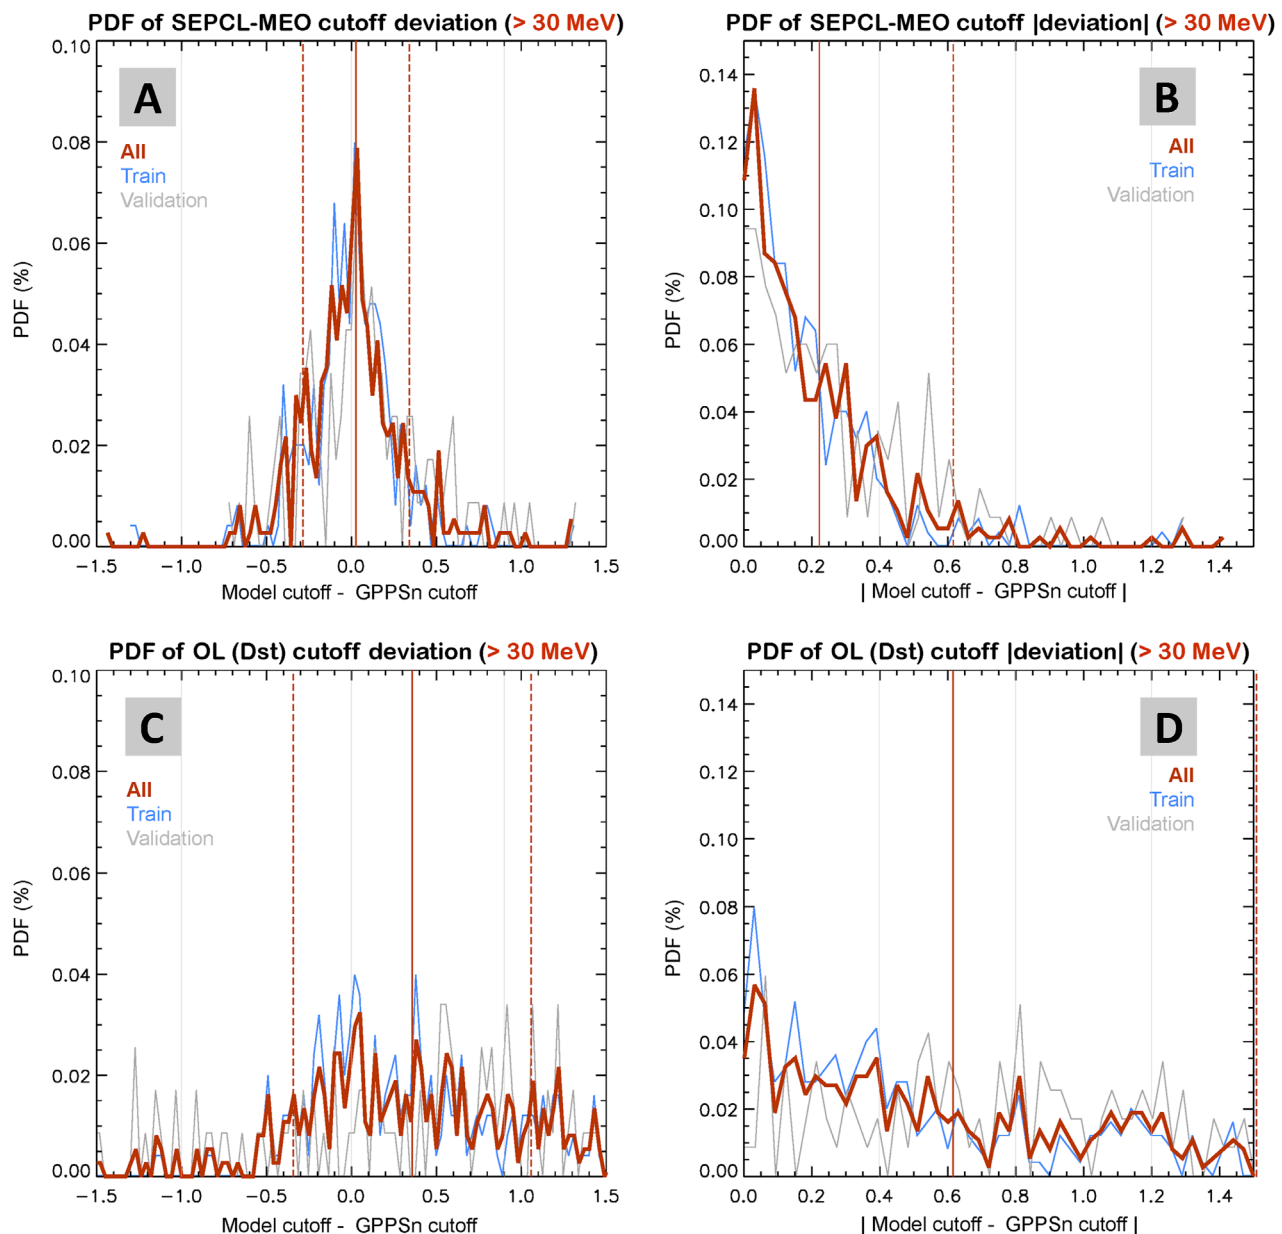 PDF of SEPCL-MEO cutoff deviation (> 30 MeV)
A
All
Train
Validation
0.10
0.08
0.06
0.04
0.02
0.00
PDF (%)
−1.5 −1.0 −0.5 0.0 0.5 1.0 1.5
Model cutoff - GPPSn cutoff
PDF of SEPCL-MEO cutoff |deviation| (> 30 MeV)
B
All
Train
Validation
0.14
0.12
0.10
0.08
0.06
0.04
0.02
0.00
PDF (%)
0.0 0.2 0.4 0.6 0.8 1.0 1.2 1.4
| Moel cutoff - GPPSn cutoff |
PDF of OL (Dst) cutoff deviation (> 30 MeV)
C
All
Train
Validation
0.10
0.08
0.06
0.04
0.02
0.00
PDF (%)
−1.5 −1.0 −0.5 0.0 0.5 1.0 1.5
Model cutoff - GPPSn cutoff
PDF of OL (Dst) cutoff |deviation| (> 30 MeV)
D
All
Train
Validation
0.14
0.12
0.10
0.08
0.06
0.04
0.02
0.00
PDF (%)
0.0 0.2 0.4 0.6 0.8 1.0 1.2 1.4
| Model cutoff - GPPSn cutoff |